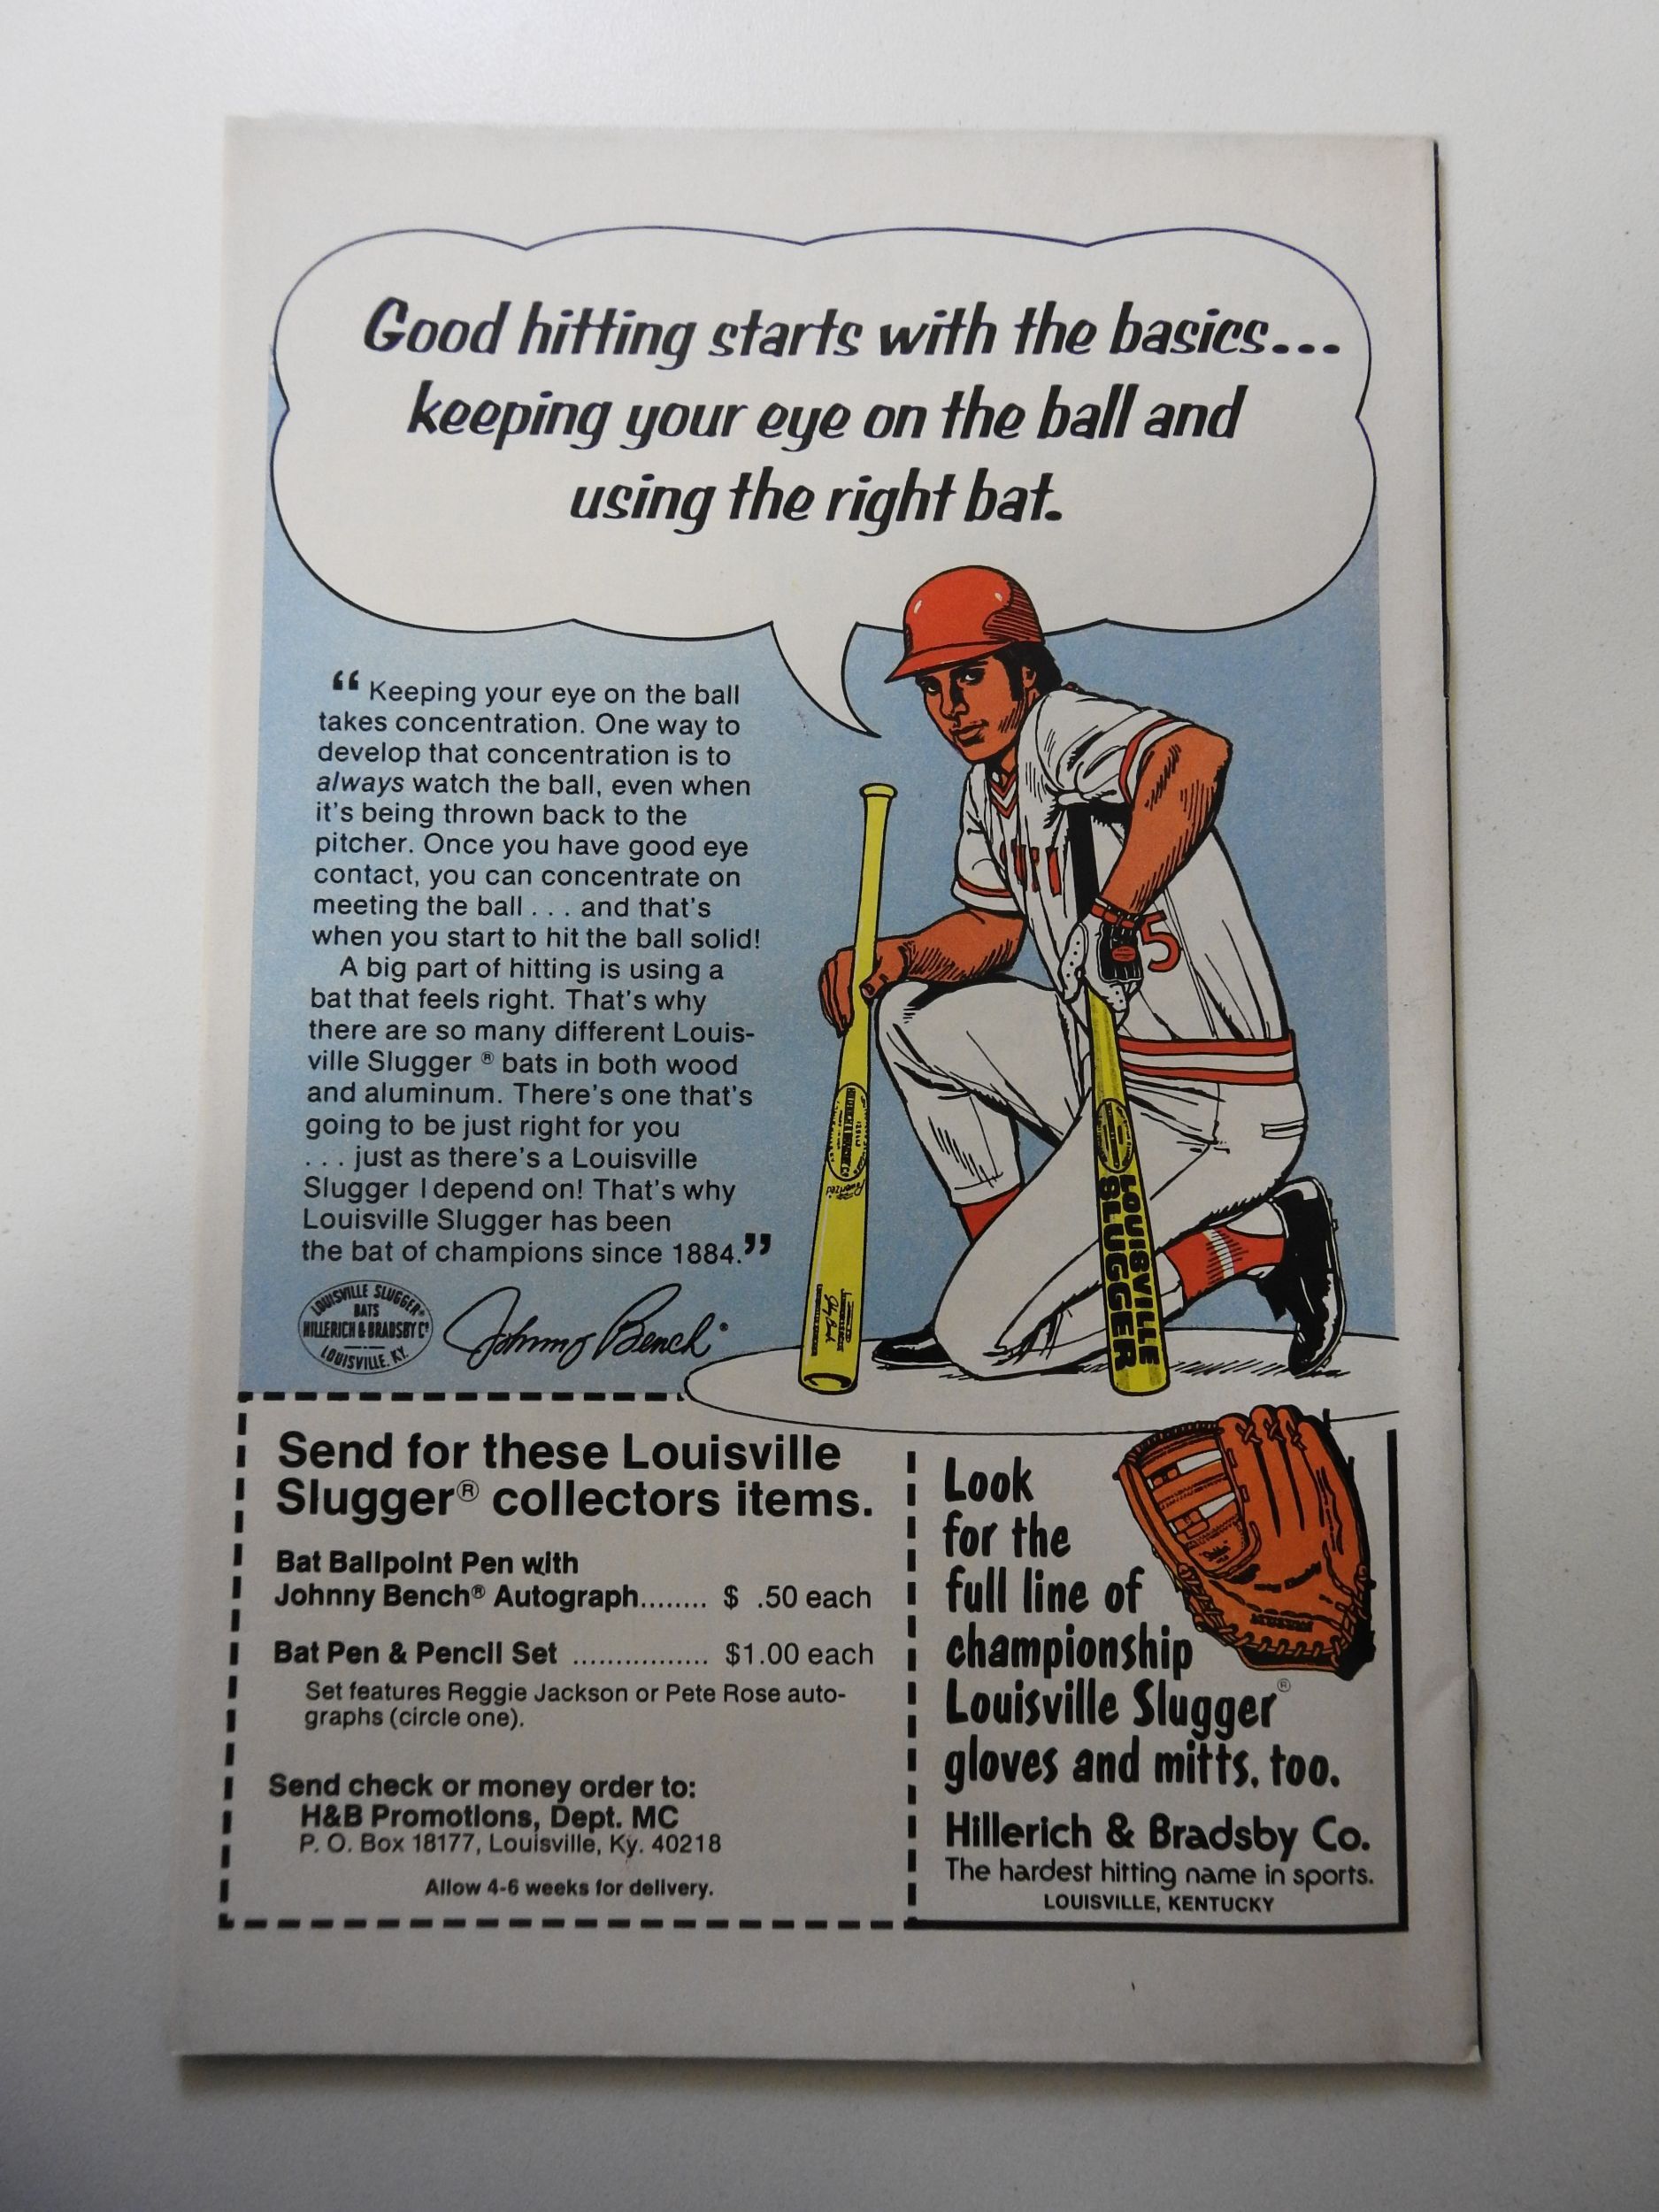 Good hitting starts with the basics...
keeping your eye on the ball and
using the right bat.
“Keeping your eye on the ball
takes concentration. One way to
develop that concentration is to
always watch the ball, even when
it's being thrown back to the
pitcher. Once you have good eye
contact, you can concentrate on
meeting the ball . . . and that's
when you start to hit the ball solid!
A big part of hitting is using a
bat that feels right. That's why
there are so many different Louis-
ville Slugger ® bats in both wood
and aluminum. There's one that's
going to be just right for you
. . . just as there's a Louisville
Slugger I depend on! That's why
Louisville Slugger has been
the bat of champions since 1884.”
LOUISVILLE SLUGGER®
BATS
HILLERICH & BRADSBY Cº
LOUISVILLE, KY.
Johnny Bench®
5
LOUISVILLE
SLUGGER
Send for these Louisville
Slugger® collectors items.
Bat Ballpoint Pen with
Johnny Bench® Autograph........ $ .50 each
Bat Pen & Pencil Set ................ $1.00 each
Set features Reggie Jackson or Pete Rose auto-
graphs (circle one).
Send check or money order to:
H&B Promotions, Dept. MC
P. O. Box 18177, Louisville, Ky. 40218
Allow 4-6 weeks for delivery.
Look
for the
full line of
championship
Louisville Slugger®
gloves and mitts, too.
Hillerich & Bradsby Co.
The hardest hitting name in sports.
LOUISVILLE, KENTUCKY